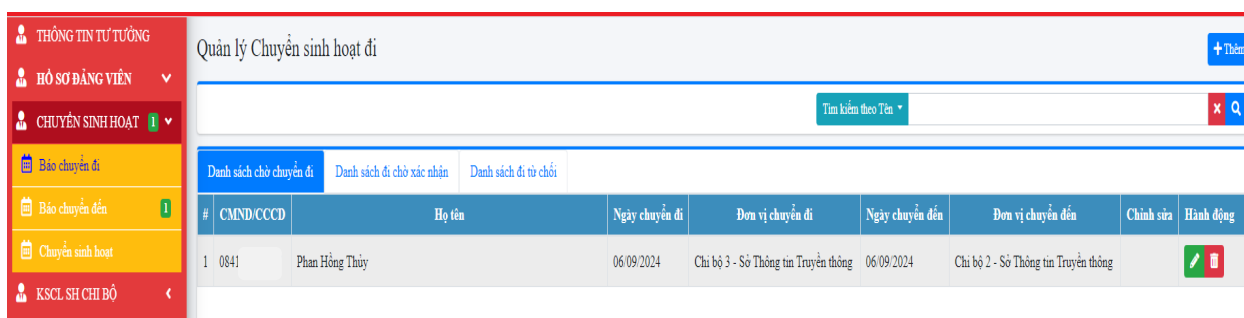 THÔNG TIN TƯ TƯỞNG
HỒ SƠ ĐẢNG VIÊN
CHUYỂN SINH HOẠT 1
Báo chuyển đi
Báo chuyển đến 1
Chuyển sinh hoạt
KSCL SH CHI BỘ
Quản lý Chuyển sinh hoạt đi
+ Thêm
Tìm kiếm theo Tên
Danh sách chờ chuyển đi Danh sách đi chờ xác nhận Danh sách đi từ chối
# CMND/CCCD Họ tên Ngày chuyển đi Đơn vị chuyển đi Ngày chuyển đến Đơn vị chuyển đến Chỉnh sửa Hành động
1 0841 Phan Hồng Thủy 06/09/2024 Chi bộ 3 - Sở Thông tin Truyền thông 06/09/2024 Chi bộ 2 - Sở Thông tin Truyền thông